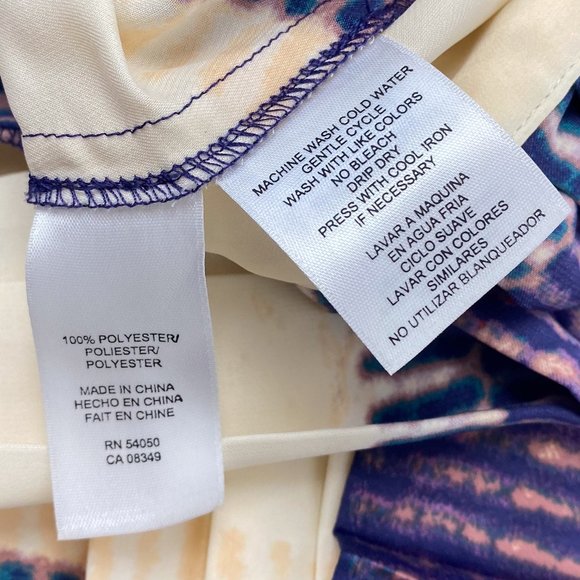 MACHINE WASH COLD WATER
GENTLE CYCLE
WASH WITH LIKE COLORS
NO BLEACH
DRIP DRY
PRESS WITH COOL IRON
IF NECESSARY
LAVAR A MAQUINA
EN AGUA FRIA
CICLO SUAVE
LAVAR CON COLORES
SIMILARES
NO UTILIZAR BLANQUEADOR
100% POLYESTER/
POLIESTER/
POLYESTER
MADE IN CHINA
HECHO EN CHINA
FAIT EN CHINE
RN 54050
CA 08349